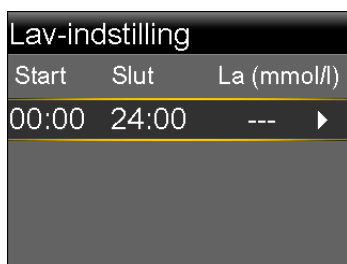 Lav-indstilling
Start Slut La (mmol/l)
00:00 24:00 ---